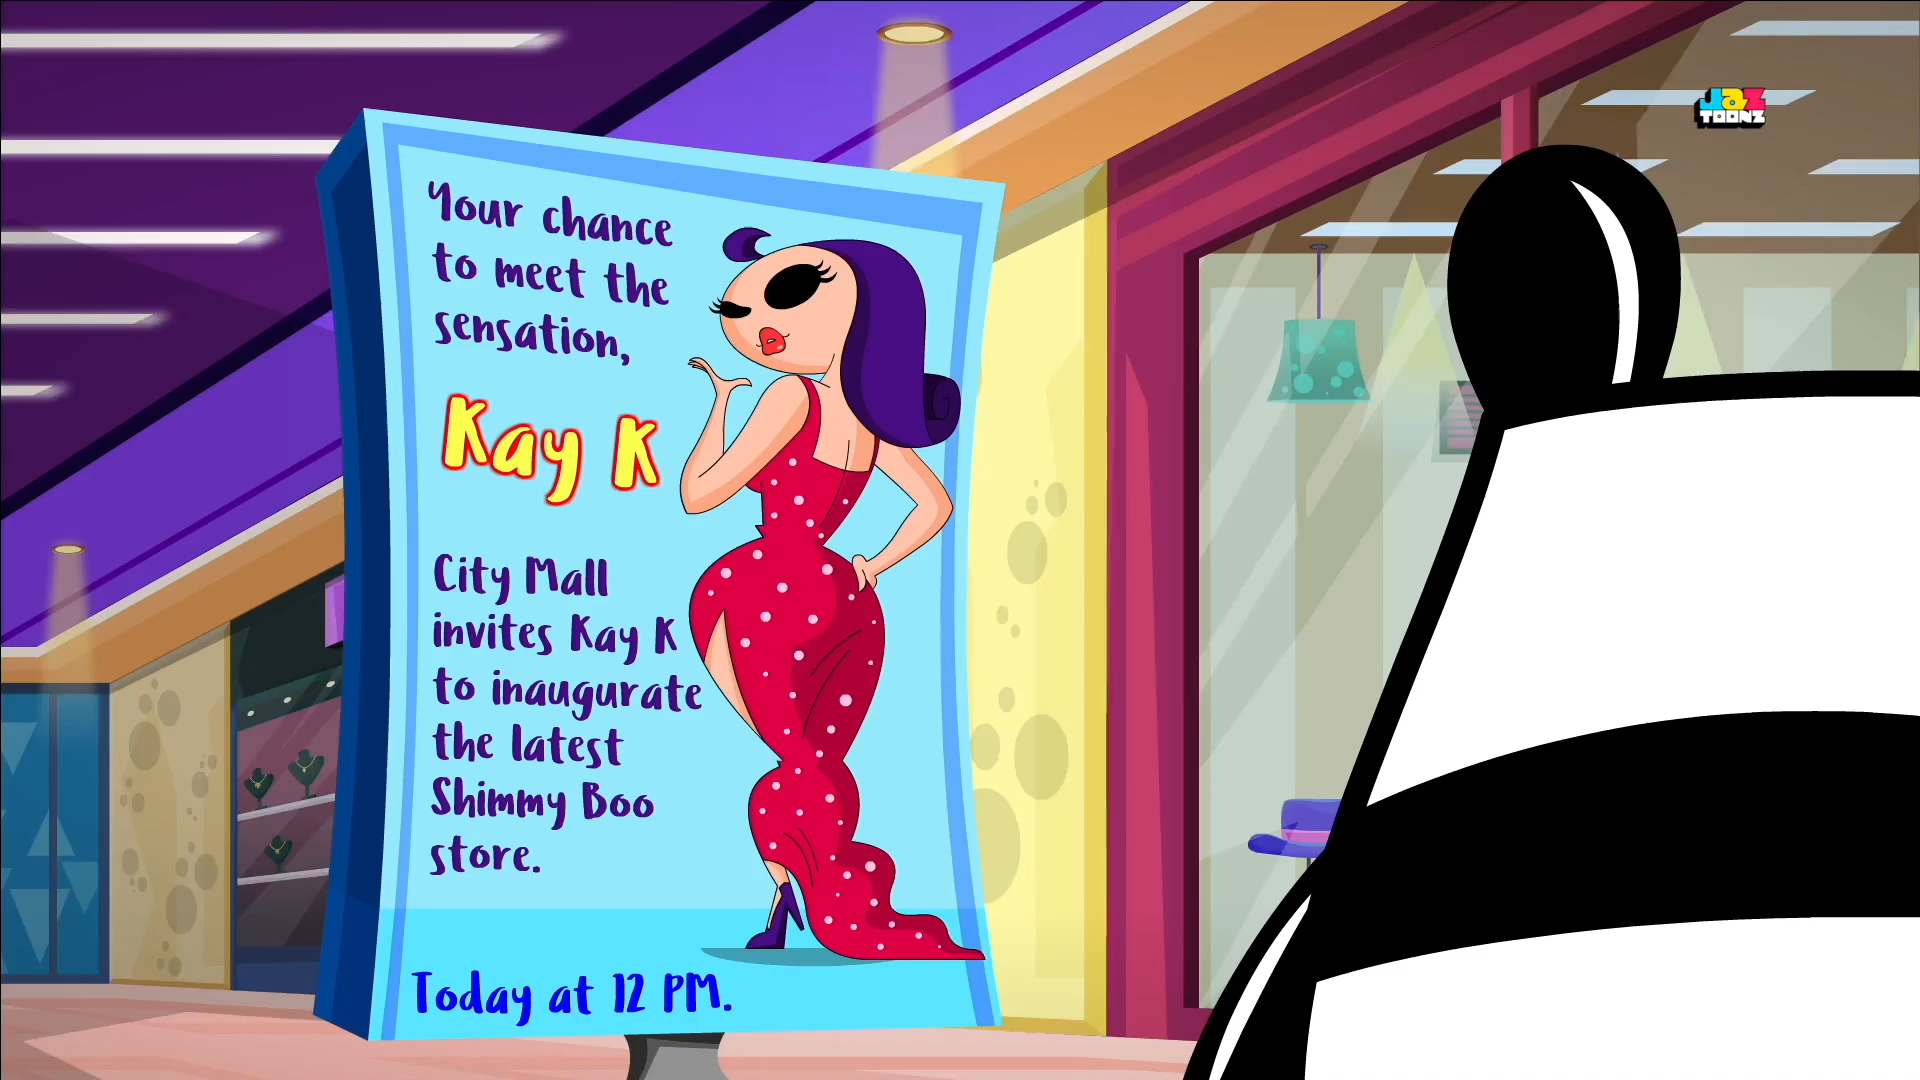 JaZ
TOONZ
Your chance
to meet the
sensation,
Kay K
City Mall
invites Kay K
to inaugurate
the latest
Shimmy Boo
store.
Today at 12 PM.